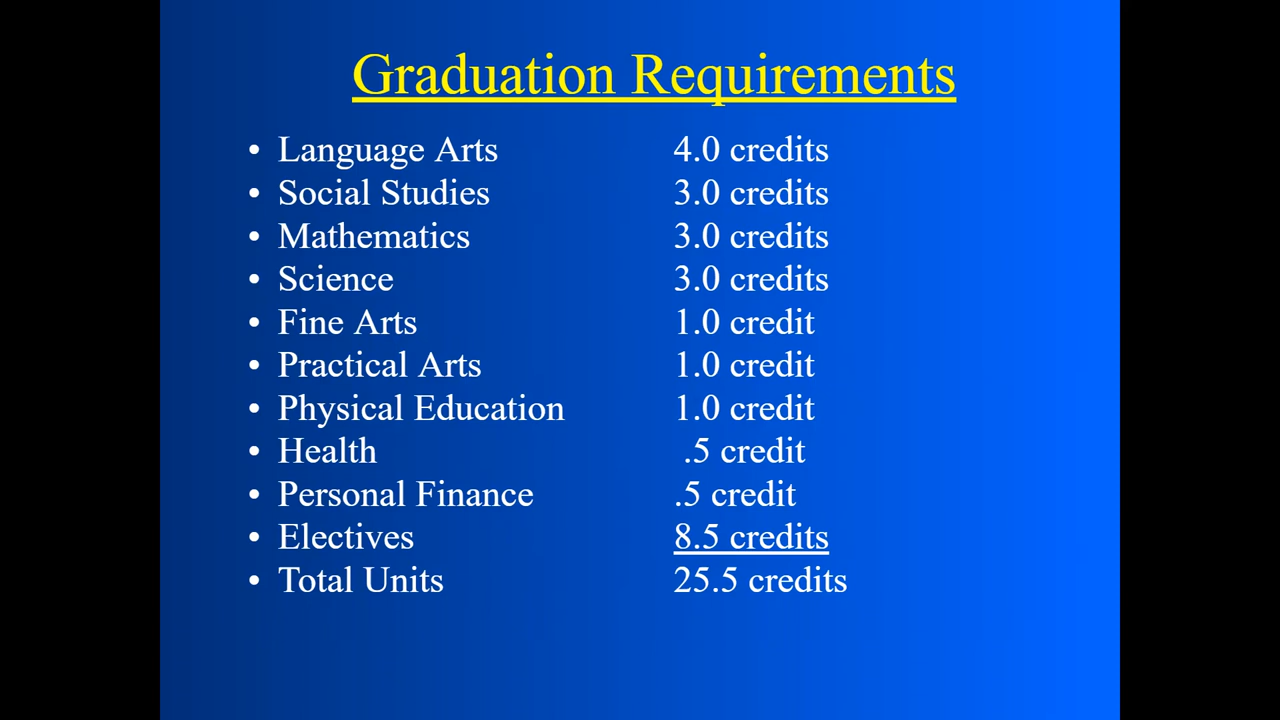 Graduation Requirements
• Language Arts 4.0 credits
• Social Studies 3.0 credits
• Mathematics 3.0 credits
• Science 3.0 credits
• Fine Arts 1.0 credit
• Practical Arts 1.0 credit
• Physical Education 1.0 credit
• Health .5 credit
• Personal Finance .5 credit
• Electives 8.5 credits
• Total Units 25.5 credits